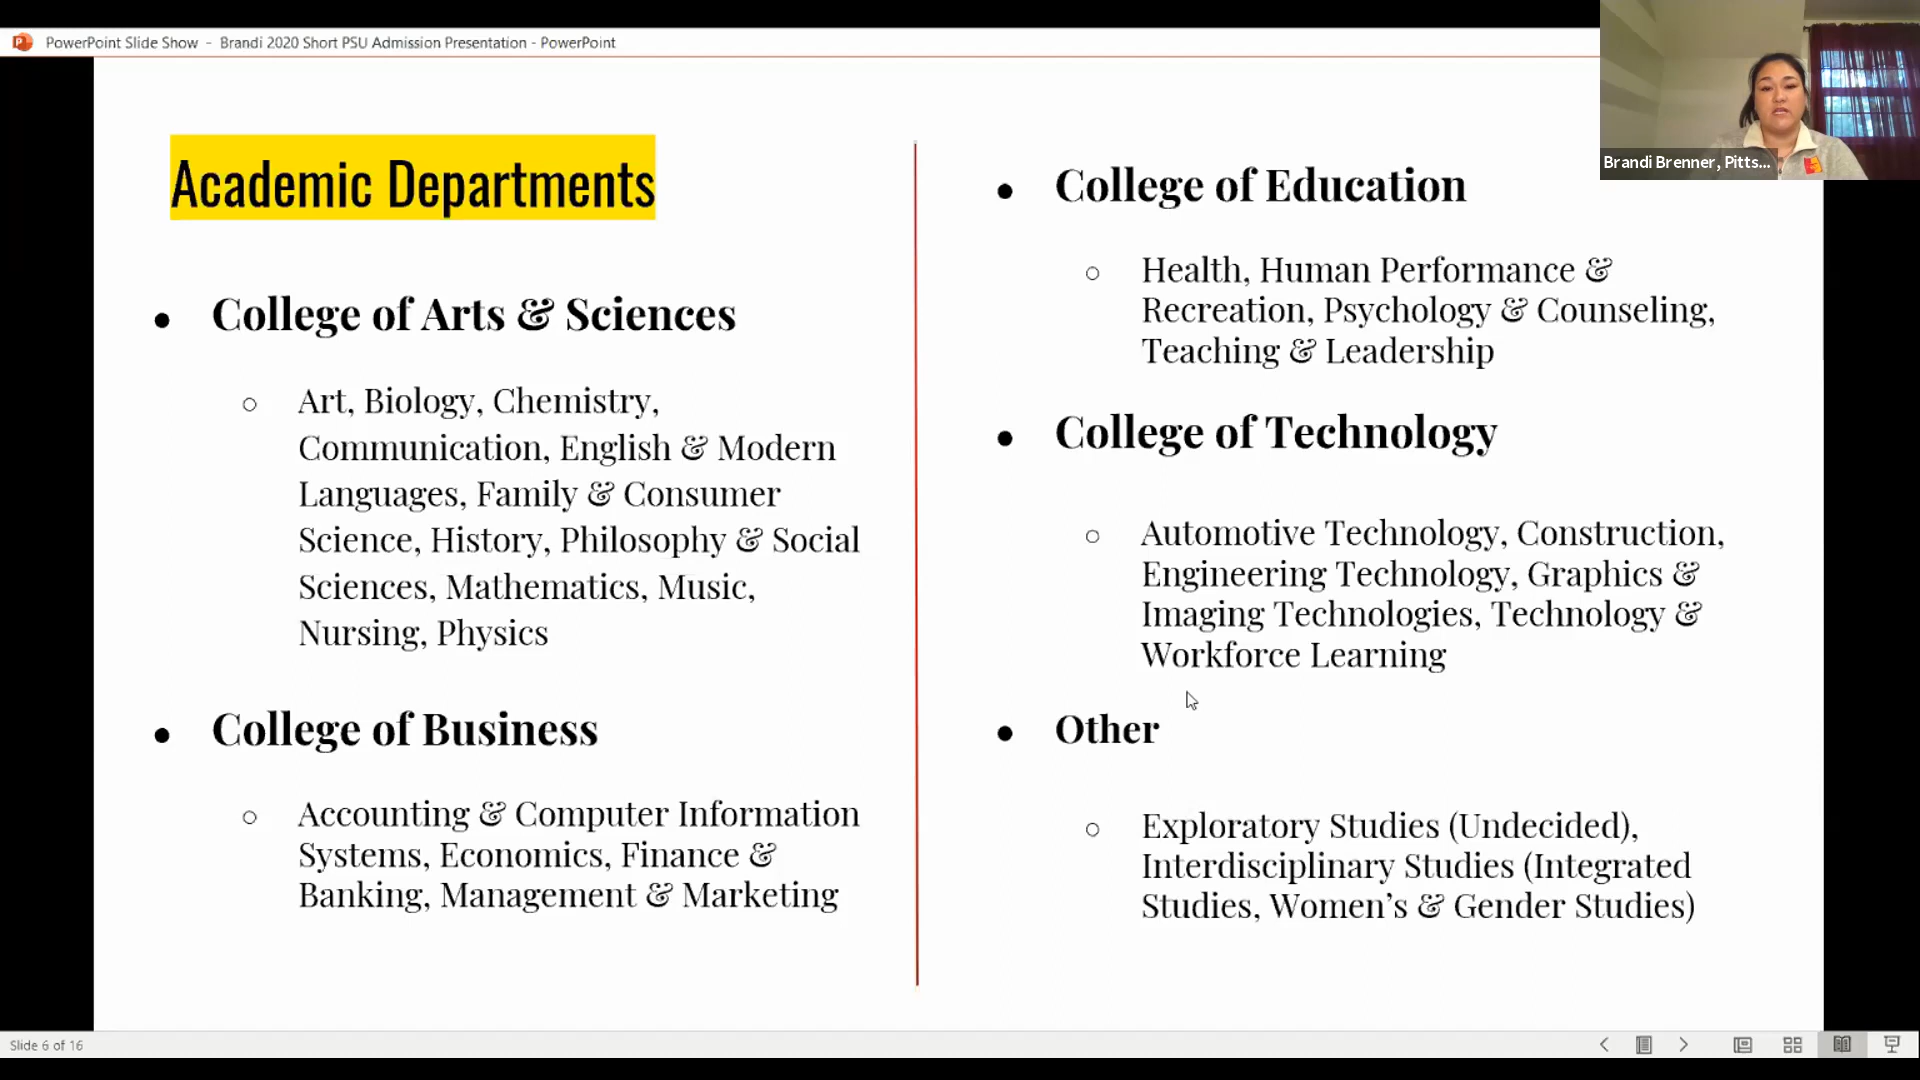 PowerPoint Slide Show - Brandi 2020 Short PSU Admission Presentation - PowerPoint
Brandi Brenner, Pitts...
Academic Departments
• College of Arts & Sciences
○ Art, Biology, Chemistry,
Communication, English & Modern
Languages, Family & Consumer
Science, History, Philosophy & Social
Sciences, Mathematics, Music,
Nursing, Physics
• College of Business
○ Accounting & Computer Information
Systems, Economics, Finance &
Banking, Management & Marketing
• College of Education
○ Health, Human Performance &
Recreation, Psychology & Counseling,
Teaching & Leadership
• College of Technology
○ Automotive Technology, Construction,
Engineering Technology, Graphics &
Imaging Technologies, Technology &
Workforce Learning
• Other
○ Exploratory Studies (Undecided),
Interdisciplinary Studies (Integrated
Studies, Women’s & Gender Studies)
Slide 6 of 16